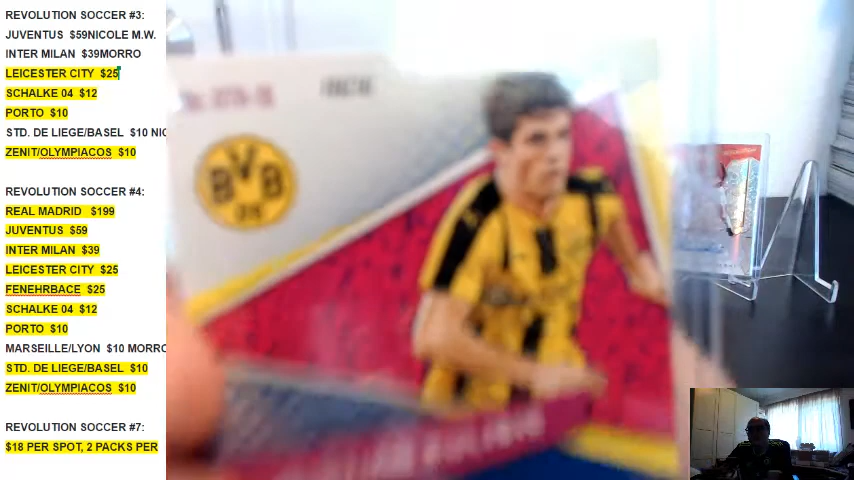 REVOLUTION SOCCER #3:
JUVENTUS $59NICOLE M.W.
INTER MILAN $39MORRO
LEICESTER CITY $25
SCHALKE 04 $12
PORTO $10
STD. DE LIEGE/BASEL $10 NIC
ZENIT/OLYMPIACOS $10
REVOLUTION SOCCER #4:
REAL MADRID $199
JUVENTUS $59
INTER MILAN $39
LEICESTER CITY $25
FENEHRBACE $25
SCHALKE 04 $12
PORTO $10
MARSEILLE/LYON $10 MORRO
STD. DE LIEGE/BASEL $10
ZENIT/OLYMPIACOS $10
REVOLUTION SOCCER #7:
$18 PER SPOT, 2 PACKS PER
BVB
09